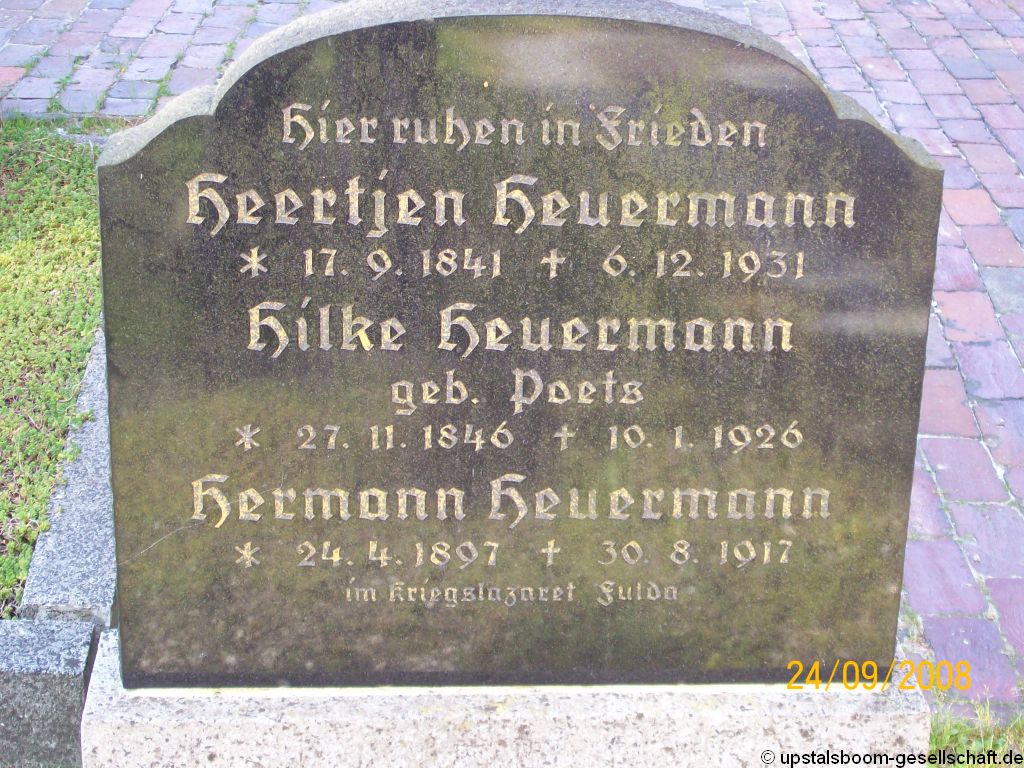 Hier ruhen in Frieden
Heertjen Heuermann
* 17. 9. 1841 † 6. 12. 1931
Hilke Heuermann
geb. Poets
* 27. 11. 1846 † 10. 1. 1926
Hermann Heuermann
* 24. 4. 1897 † 30. 8. 1917
im Kriegslazaret Fulda
24/09/2008
© upstalsboom-gesellschaft.de